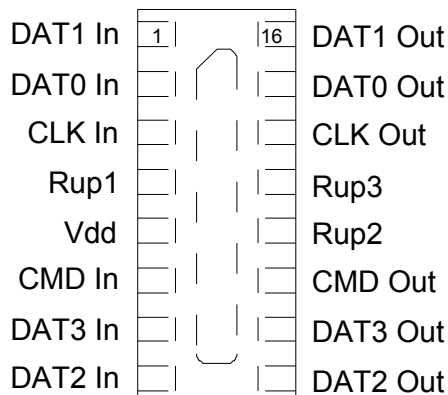 DAT1 In 1 16 DAT1 Out
DAT0 In DAT0 Out
CLK In CLK Out
Rup1 Rup3
Vdd Rup2
CMD In CMD Out
DAT3 In DAT3 Out
DAT2 In DAT2 Out